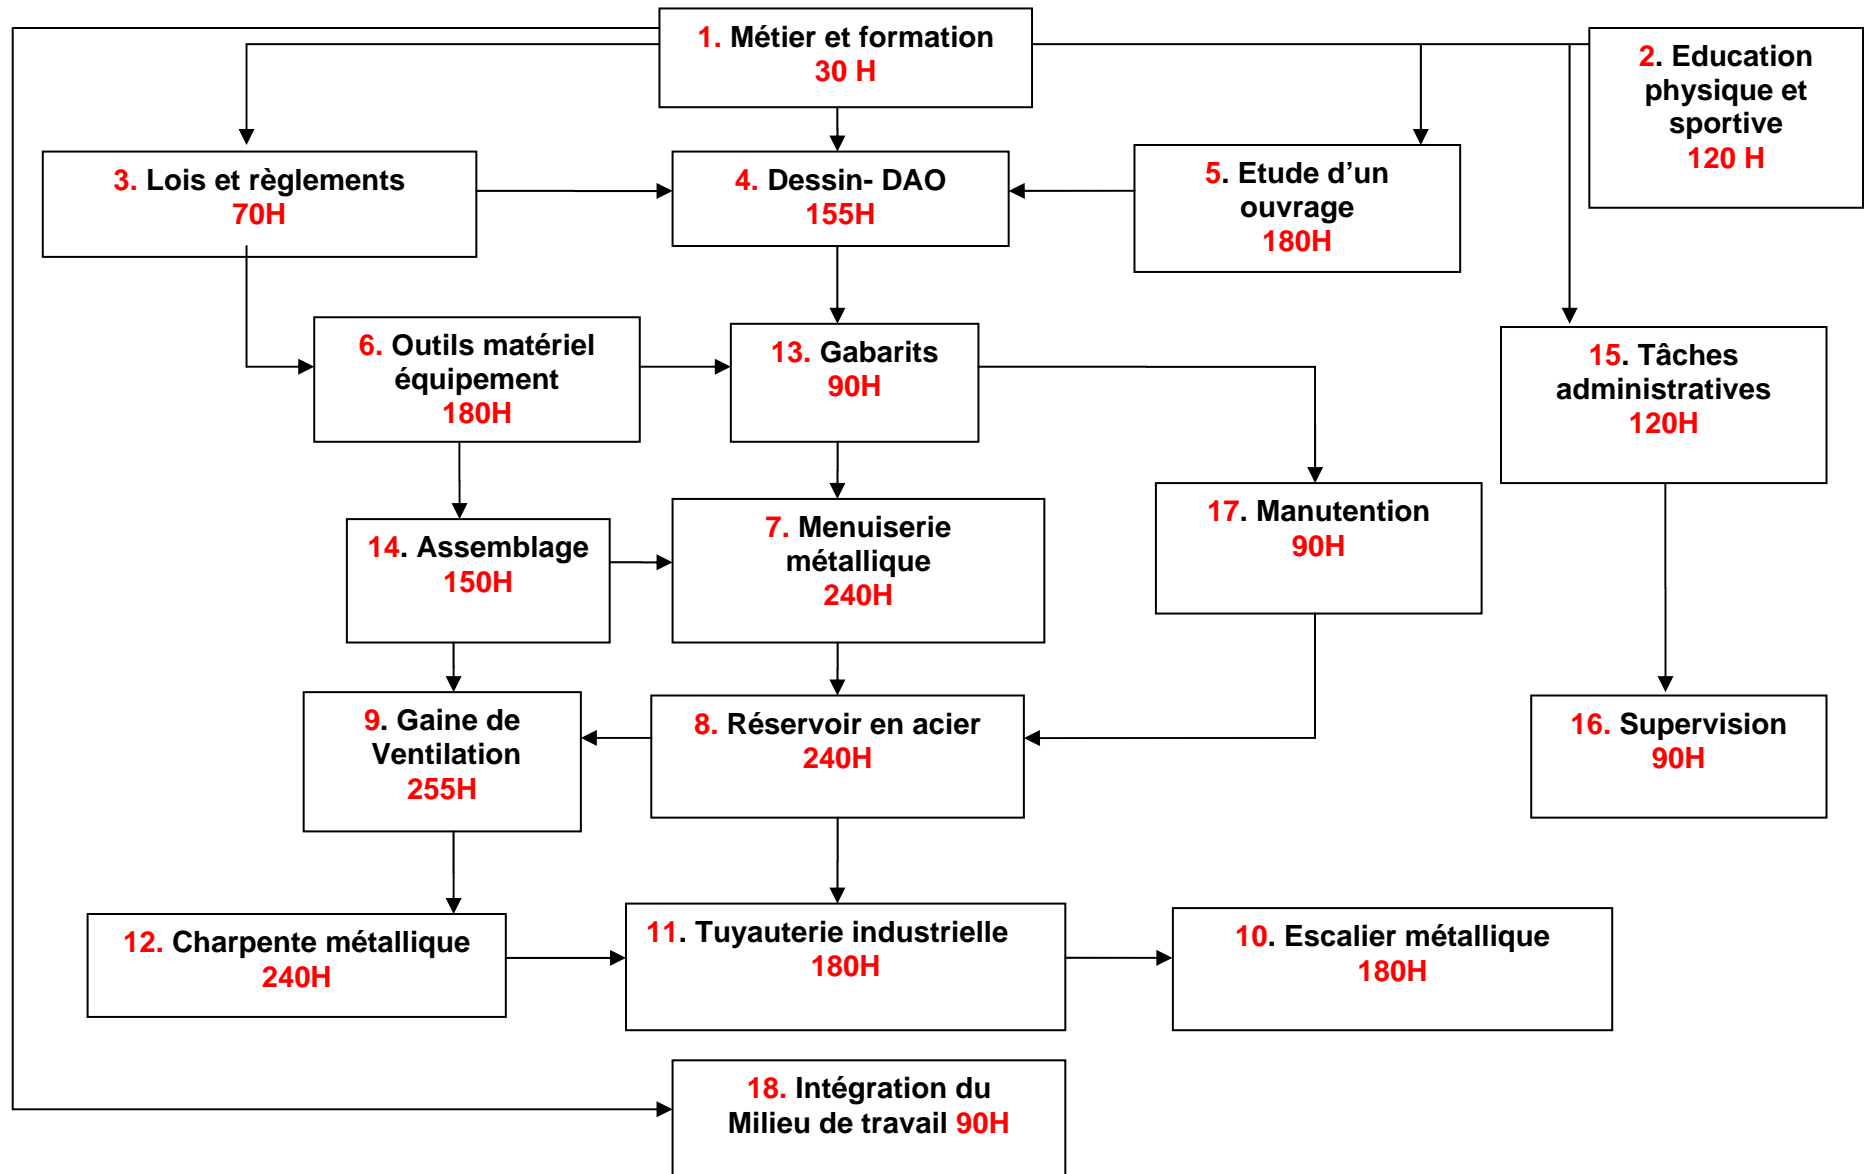 1. Métier et formation
30 H
2. Education
physique et
sportive
120 H
3. Lois et règlements
70H
4. Dessin- DAO
155H
5. Etude d’un
ouvrage
180H
6. Outils matériel
équipement
180H
13. Gabarits
90H
15. Tâches
administratives
120H
14. Assemblage
150H
7. Menuiserie
métallique
240H
17. Manutention
90H
9. Gaine de
Ventilation
255H
8. Réservoir en acier
240H
16. Supervision
90H
12. Charpente métallique
240H
11. Tuyauterie industrielle
180H
10. Escalier métallique
180H
18. Intégration du
Milieu de travail 90H